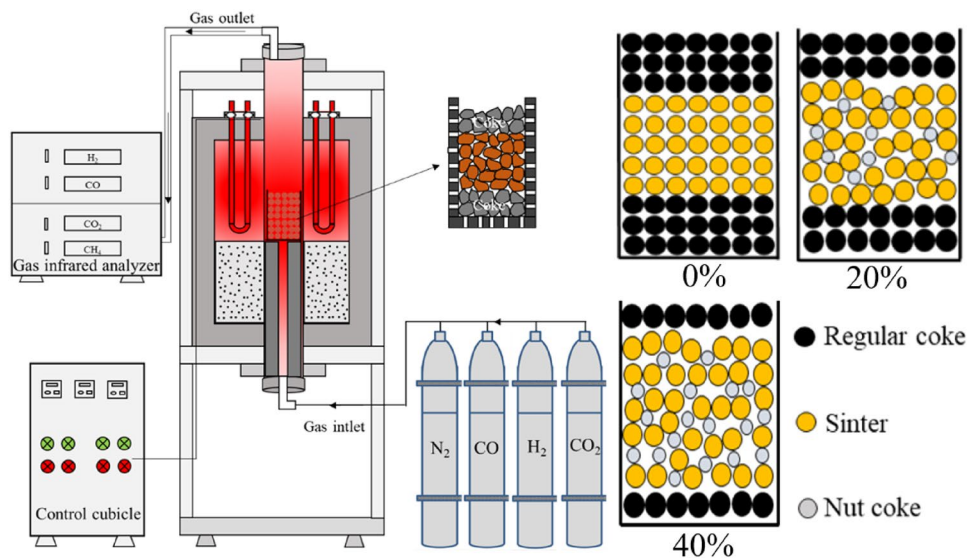 Gas outlet
H₂
CO
CO₂
CH₄
Gas infrared analyzer
Coke
Coke
Control cubicle
Gas intlet
N₂
CO
H₂
CO₂
0%
20%
40%
Regular coke
Sinter
Nut coke